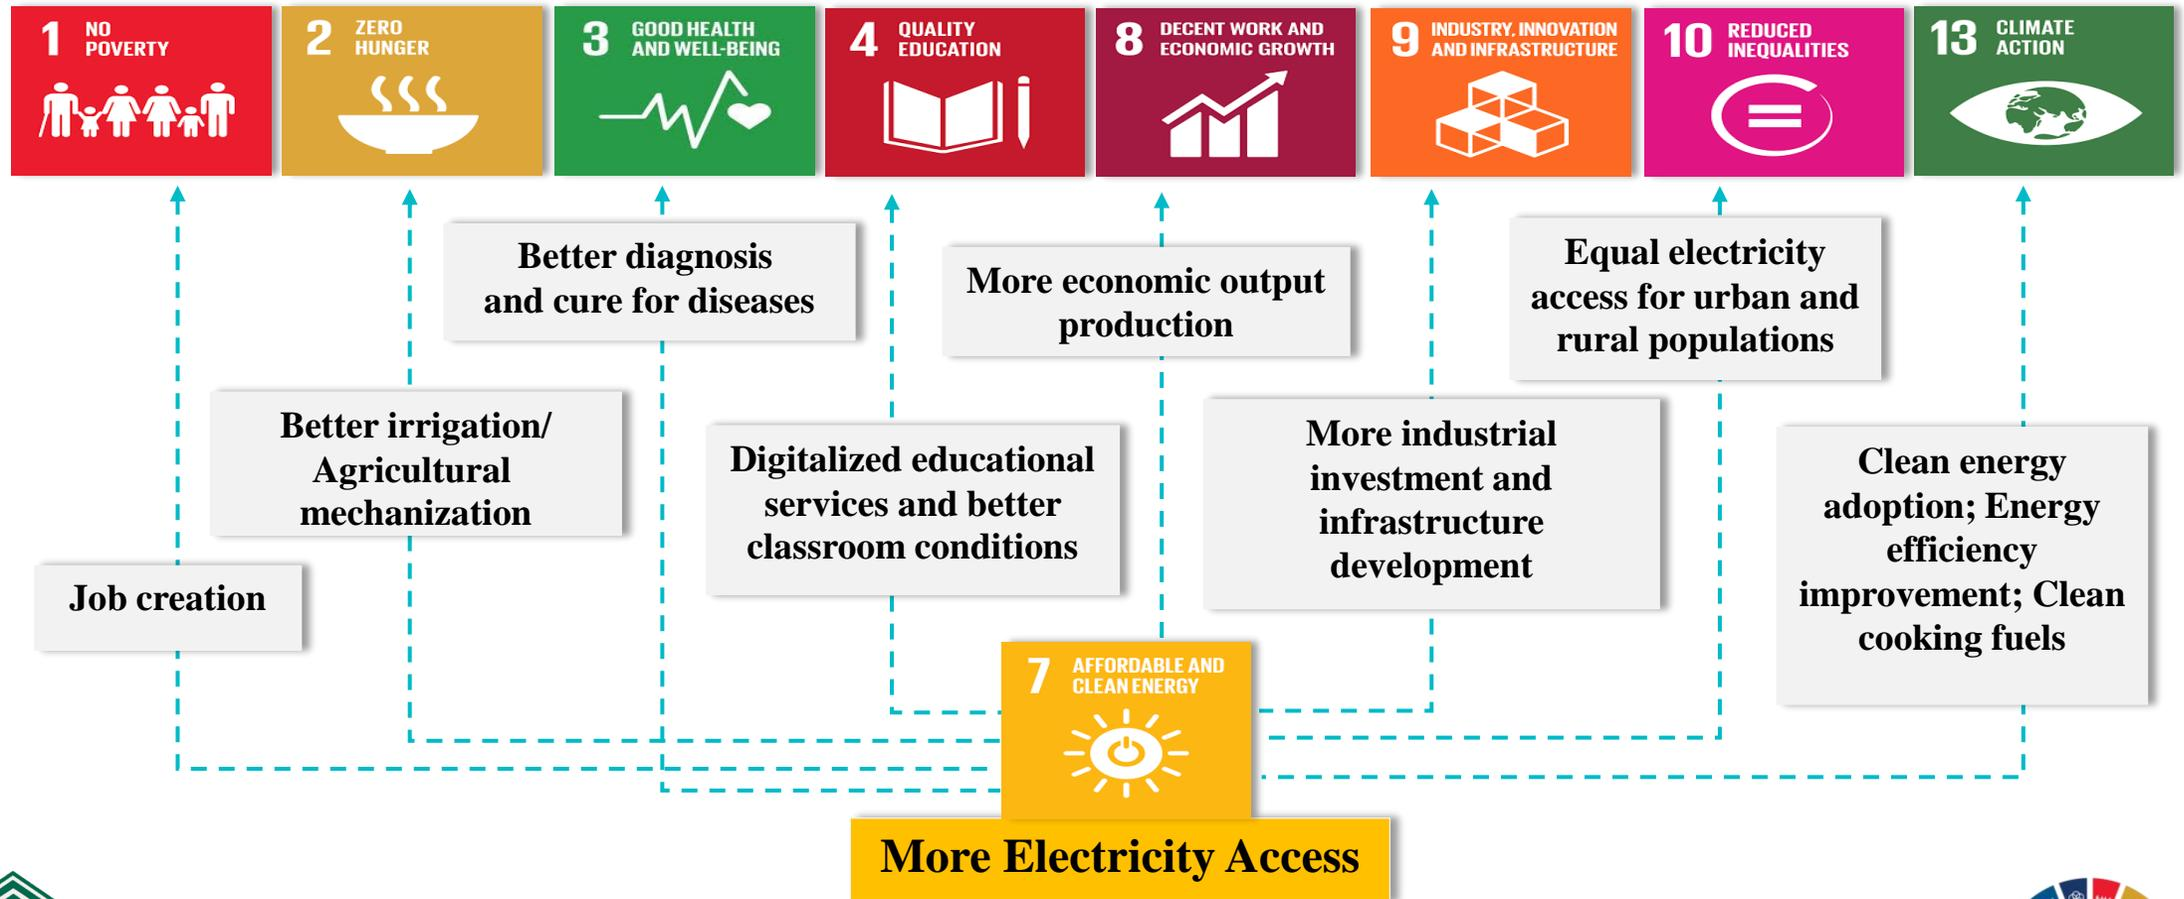 1 NO
POVERTY
2 ZERO
HUNGER
3 GOOD HEALTH
AND WELL-BEING
4 QUALITY
EDUCATION
8 DECENT WORK AND
ECONOMIC GROWTH
9 INDUSTRY, INNOVATION
AND INFRASTRUCTURE
10 REDUCED
INEQUALITIES
13 CLIMATE
ACTION
Better diagnosis
and cure for diseases
More economic output
production
Equal electricity
access for urban and
rural populations
Better irrigation/
Agricultural
mechanization
Digitalized educational
services and better
classroom conditions
More industrial
investment and
infrastructure
development
Clean energy
adoption; Energy
efficiency
improvement; Clean
cooking fuels
Job creation
7 AFFORDABLE AND
CLEAN ENERGY
More Electricity Access